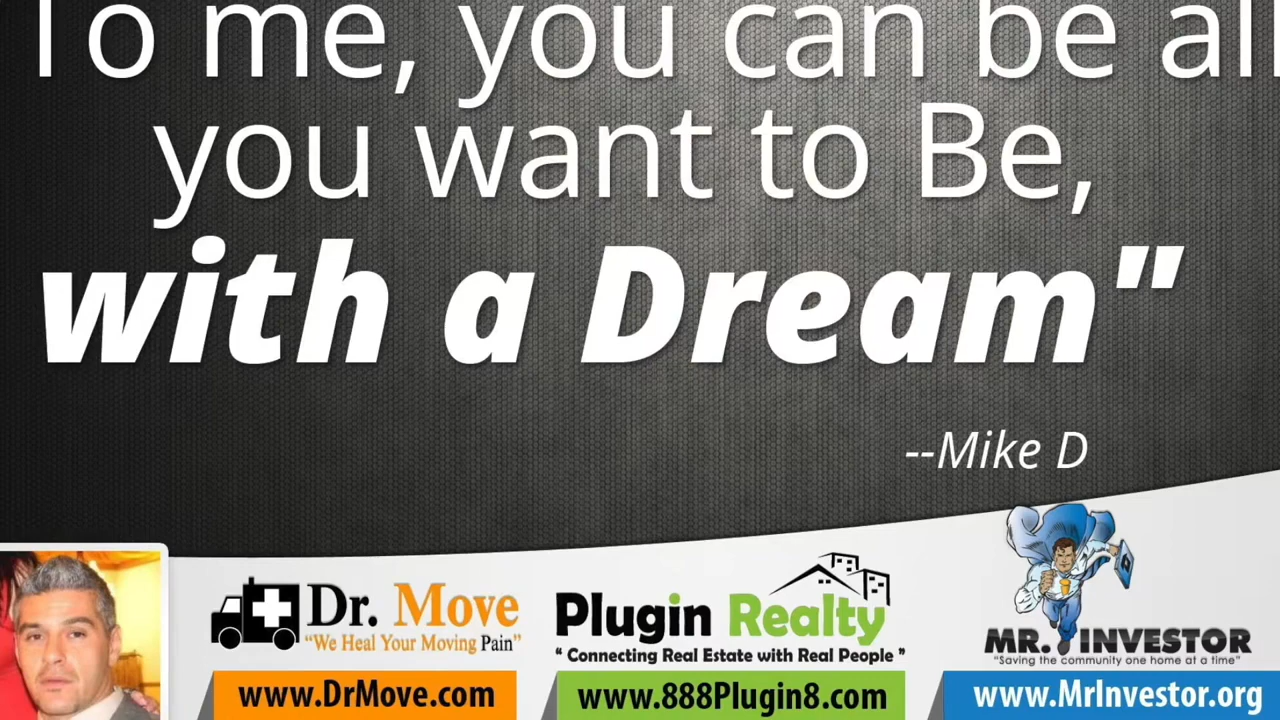 To me, you can be all
you want to Be,
with a Dream"
--Mike D
Dr. Move
“We Heal Your Moving Pain”
www.DrMove.com
Plugin Realty
“ Connecting Real Estate with Real People ”
www.888Plugin8.com
MR. INVESTOR
“Saving the community one home at a time”
www.MrInvestor.org